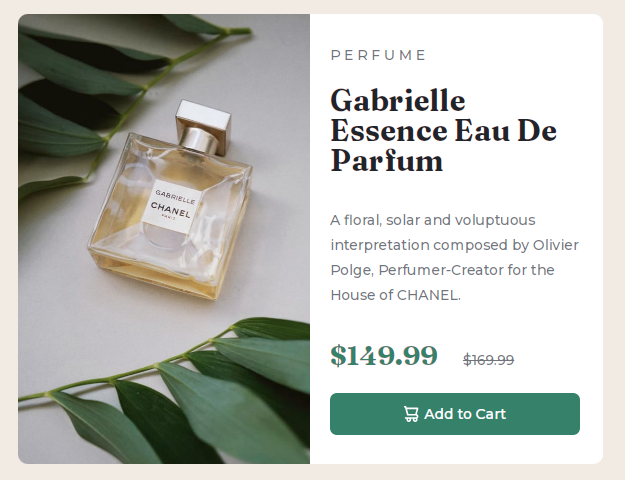 GABRIELLE
CHANEL
PARIS
PERFUME
Gabrielle
Essence Eau De
Parfum
A floral, solar and voluptuous
interpretation composed by Olivier
Polge, Perfumer-Creator for the
House of CHANEL.
$149.99 $169.99
Add to Cart